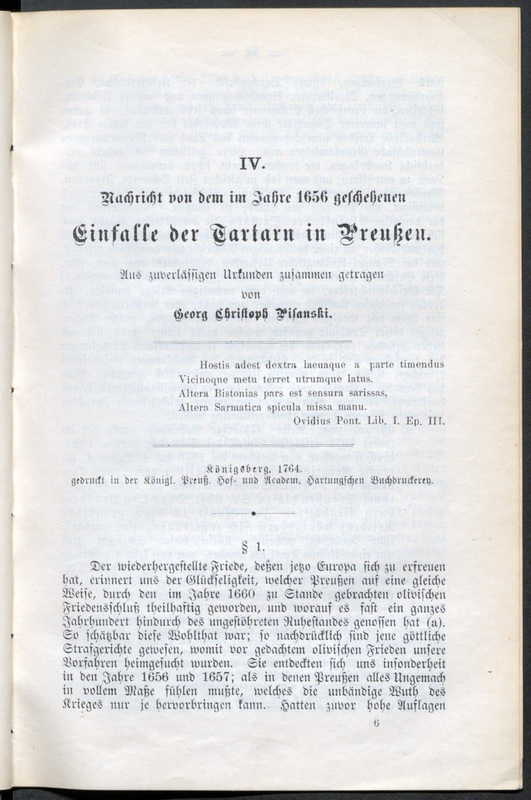 IV.
Nachricht von dem im Jahre 1656 geschehenen
Einfalle der Tartarn in Preußen.
Aus zuverlässigen Urkunden zusammen getragen
von
Georg Christoph Pisanski.
Hostis adest dextra laeuaque a parte timendus
Vicinoque metu terret utrumque latus.
Altera Bistonias pars est sensura sarissas,
Altera Sarmatica spicula missa manu.
Ovidius Pont. Lib. I. Ep. III.
Königsberg, 1764.
gedruckt in der Königl. Preuß. Hof- und Academ. Hartungschen Buchdruckerey.
§ 1.
Der wiederhergestellte Friede, deßen jetzo Europa sich zu erfreuen
hat, erinnert uns der Glückseligkeit, welcher Preußen auf eine gleiche
Weise, durch den im Jahre 1660 zu Stande gebrachten olivischen
Friedensschluß theilhaftig geworden, und worauf es fast ein ganzes
Jahrhundert hindurch des ungestöhreten Ruhestandes genossen hat (a).
So schätzbar diese Wohlthat war; so nachdrücklich sind jene göttliche
Strafgerichte gewesen, womit vor gedachtem olivischen Frieden unsere
Vorfahren heimgesucht wurden. Sie entdeckten sich uns insonderheit
in den Jahren 1656 und 1657; als in denen Preußen alles Ungemach
in vollem Maße fühlen mußte, welches die unbändige Wuth des
Krieges nur je hervorbringen kann. Hatten zuvor hohe Auflagen
6